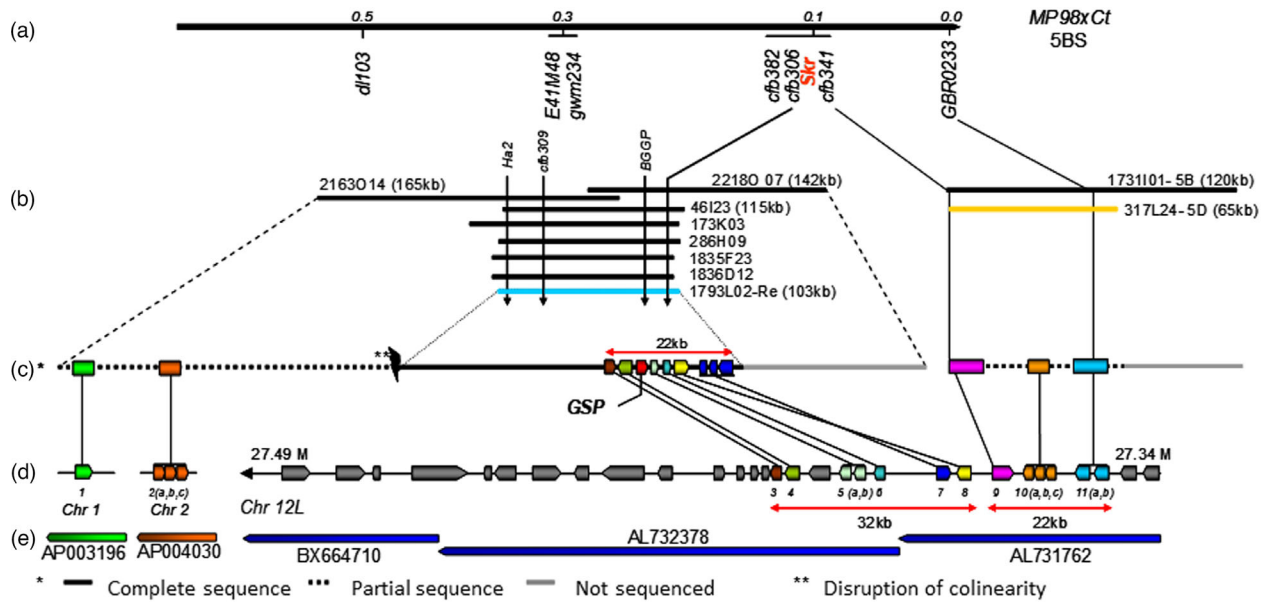 (a)
0.5 0.3 0.1 0.0
MP98xCt
5BS
dl103
E41M48
gwm234
cfb382
cfb306
Skr
cfb341
GBR0233
Ha2
cfb309
BGGP
(b)
2163O14 (165kb)
2218O 07 (142kb)
1731I01-5B (120kb)
46I23 (115kb)
317L24-5D (65kb)
173K03
286H09
1835F23
1836D12
1793L02-Re (103kb)
(c) *
**
22kb
GSP
(d)
27.49 M
27.34 M
1 2(a,b,c) 3 4 5 (a,b) 6 7 8 9 10(a,b,c) 11(a,b)
Chr 1 Chr 2 Chr 12L
32kb 22kb
(e)
AP003196 AP004030 BX664710 AL732378 AL731762
* Complete sequence Partial sequence Not sequenced ** Disruption of colinearity